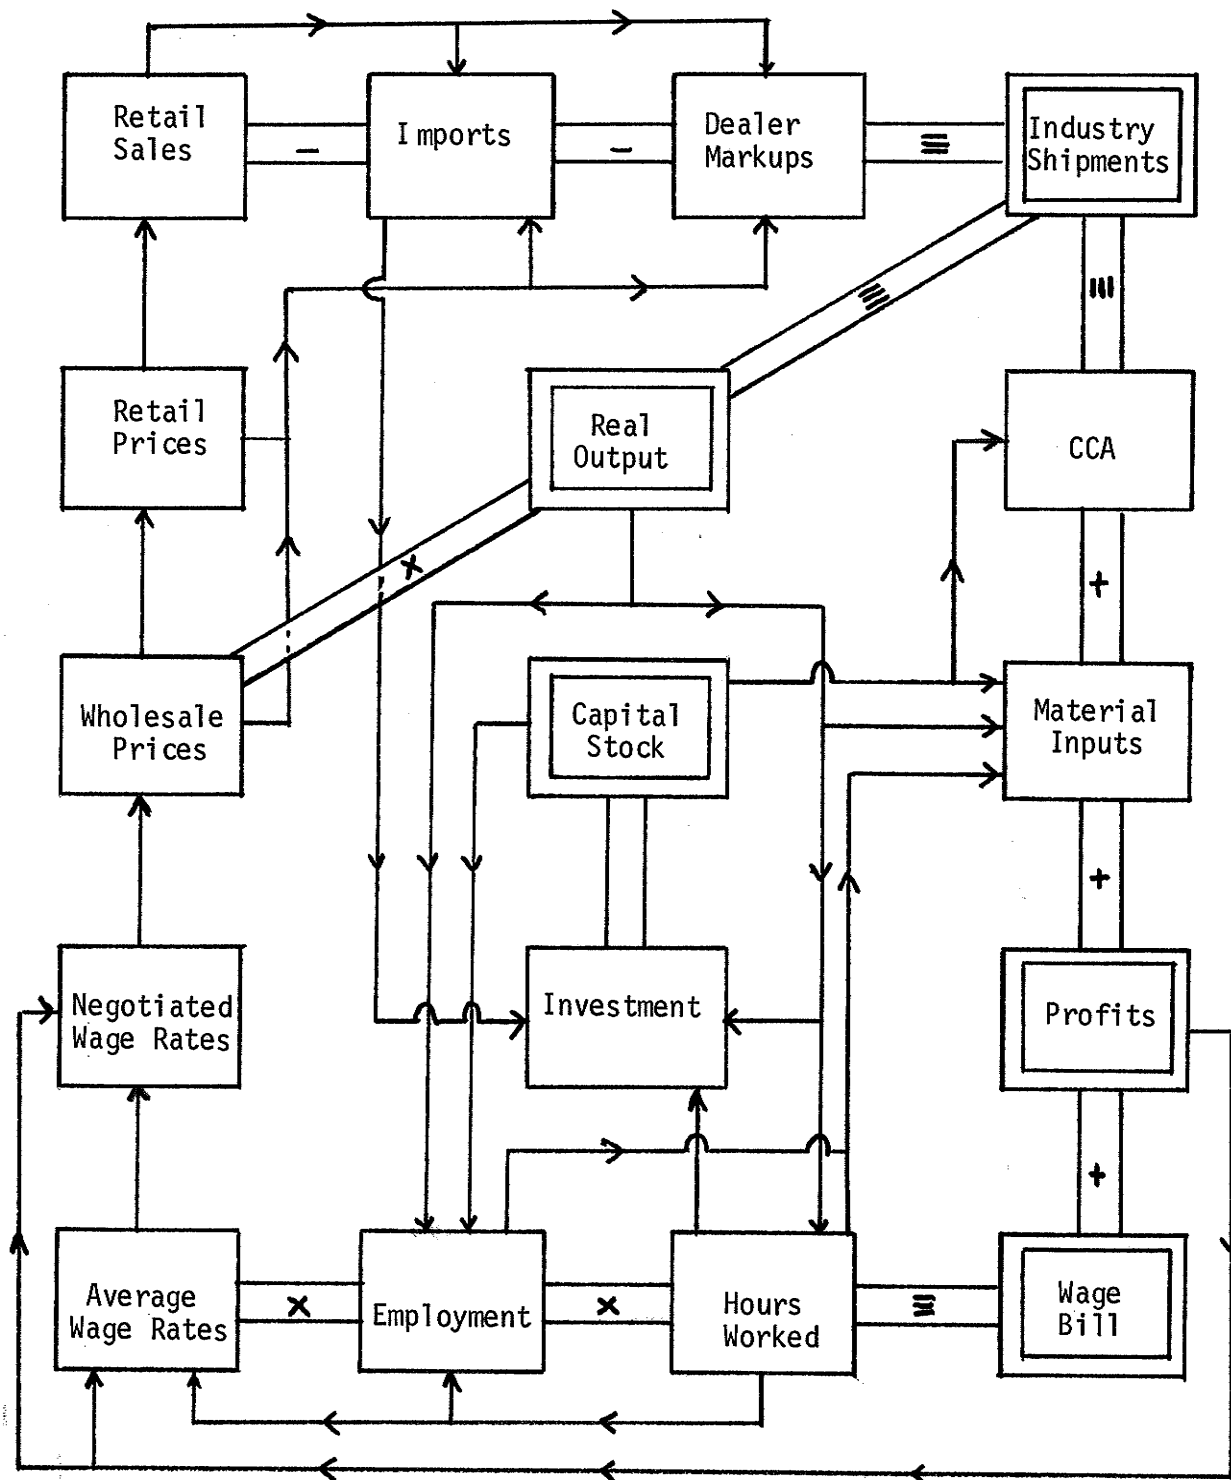 Retail
Sales
Imports
Dealer
Markups
Industry
Shipments
−
−
≡
≡
≡
Retail
Prices
Real
Output
CCA
×
+
Wholesale
Prices
Capital
Stock
Material
Inputs
+
Negotiated
Wage Rates
Investment
Profits
+
Average
Wage Rates
×
Employment
×
Hours
Worked
≡
Wage
Bill